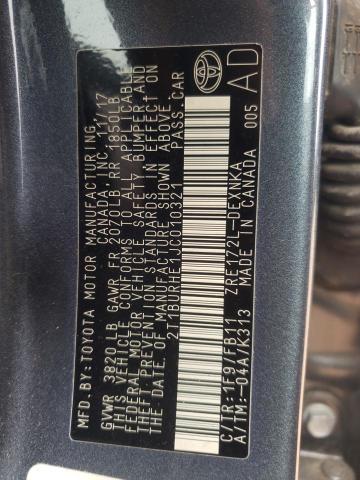 MFD.BY:TOYOTA MOTOR MANUFACTURING,
CANADA, INC. 11/17
GVWR 3820 LB GAWR FR 2070LB RR 1850LB
THIS VEHICLE CONFORMS TO ALL APPLICABLE
FEDERAL MOTOR VEHICLE SAFETY BUMPER,AND
THEFT PREVENTION STANDARDS IN EFFECT ON
THE DATE OF MANUFACTURE SHOWN ABOVE.
2T1BURHE1JC010321 PASS.CAR
C/TR:1F9/FB11 ZRE172L-DEXNKA
A/TM:-04A/K313 MADE IN CANADA 005
AD